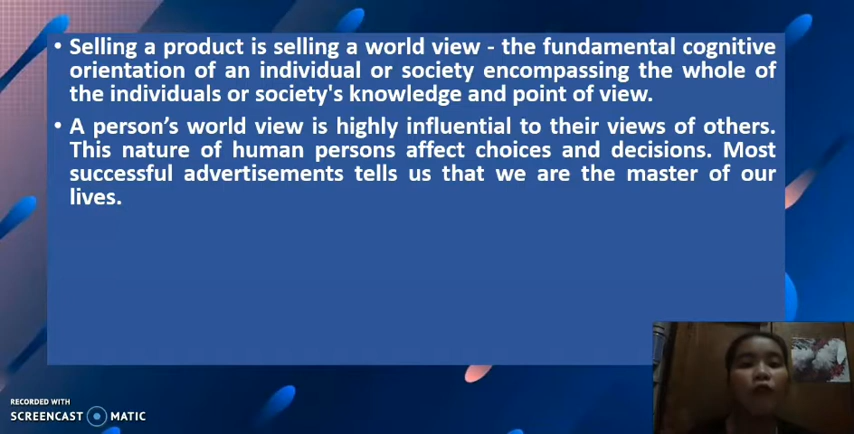 • Selling a product is selling a world view - the fundamental cognitive
orientation of an individual or society encompassing the whole of
the individuals or society's knowledge and point of view.
• A person’s world view is highly influential to their views of others.
This nature of human persons affect choices and decisions. Most
successful advertisements tells us that we are the master of our
lives.
RECORDED WITH
SCREENCAST MATIC